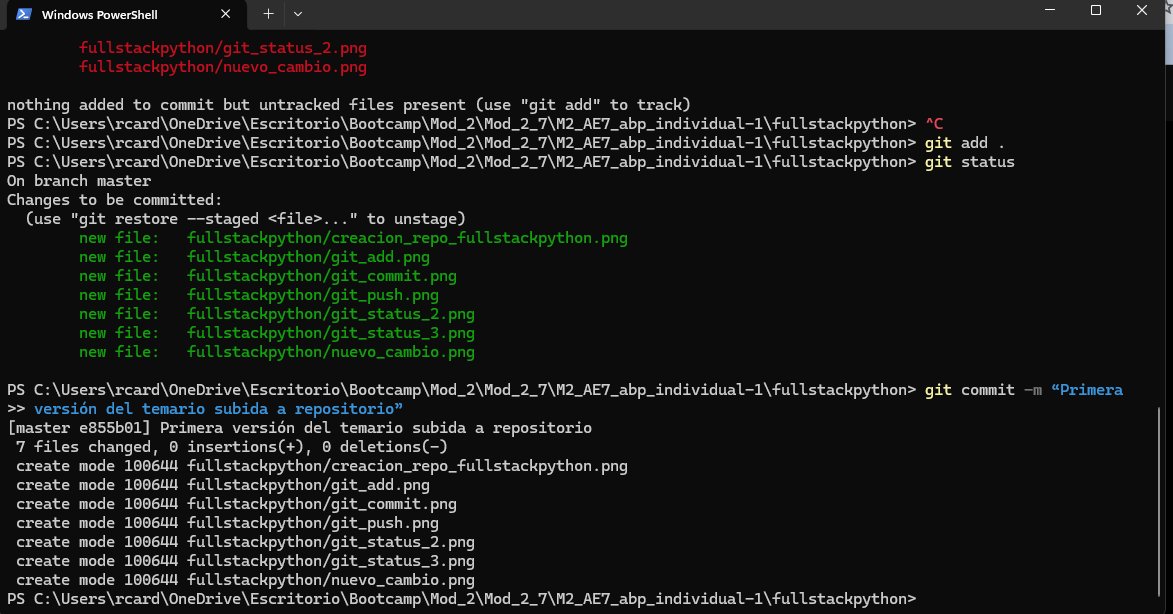 Windows PowerShell
fullstackpython/git_status_2.png
fullstackpython/nuevo_cambio.png
nothing added to commit but untracked files present (use "git add" to track)
PS C:\Users\rcard\OneDrive\Escritorio\Bootcamp\Mod_2\Mod_2_7\M2_AE7_abp_individual-1\fullstackpython> ^C
PS C:\Users\rcard\OneDrive\Escritorio\Bootcamp\Mod_2\Mod_2_7\M2_AE7_abp_individual-1\fullstackpython> git add .
PS C:\Users\rcard\OneDrive\Escritorio\Bootcamp\Mod_2\Mod_2_7\M2_AE7_abp_individual-1\fullstackpython> git status
On branch master
Changes to be committed:
  (use "git restore --staged <file>..." to unstage)
        new file:   fullstackpython/creacion_repo_fullstackpython.png
        new file:   fullstackpython/git_add.png
        new file:   fullstackpython/git_commit.png
        new file:   fullstackpython/git_push.png
        new file:   fullstackpython/git_status_2.png
        new file:   fullstackpython/git_status_3.png
        new file:   fullstackpython/nuevo_cambio.png
PS C:\Users\rcard\OneDrive\Escritorio\Bootcamp\Mod_2\Mod_2_7\M2_AE7_abp_individual-1\fullstackpython> git commit -m “Primera
>> versión del temario subida a repositorio”
[master e855b01] Primera versión del temario subida a repositorio
 7 files changed, 0 insertions(+), 0 deletions(-)
 create mode 100644 fullstackpython/creacion_repo_fullstackpython.png
 create mode 100644 fullstackpython/git_add.png
 create mode 100644 fullstackpython/git_commit.png
 create mode 100644 fullstackpython/git_push.png
 create mode 100644 fullstackpython/git_status_2.png
 create mode 100644 fullstackpython/git_status_3.png
 create mode 100644 fullstackpython/nuevo_cambio.png
PS C:\Users\rcard\OneDrive\Escritorio\Bootcamp\Mod_2\Mod_2_7\M2_AE7_abp_individual-1\fullstackpython>